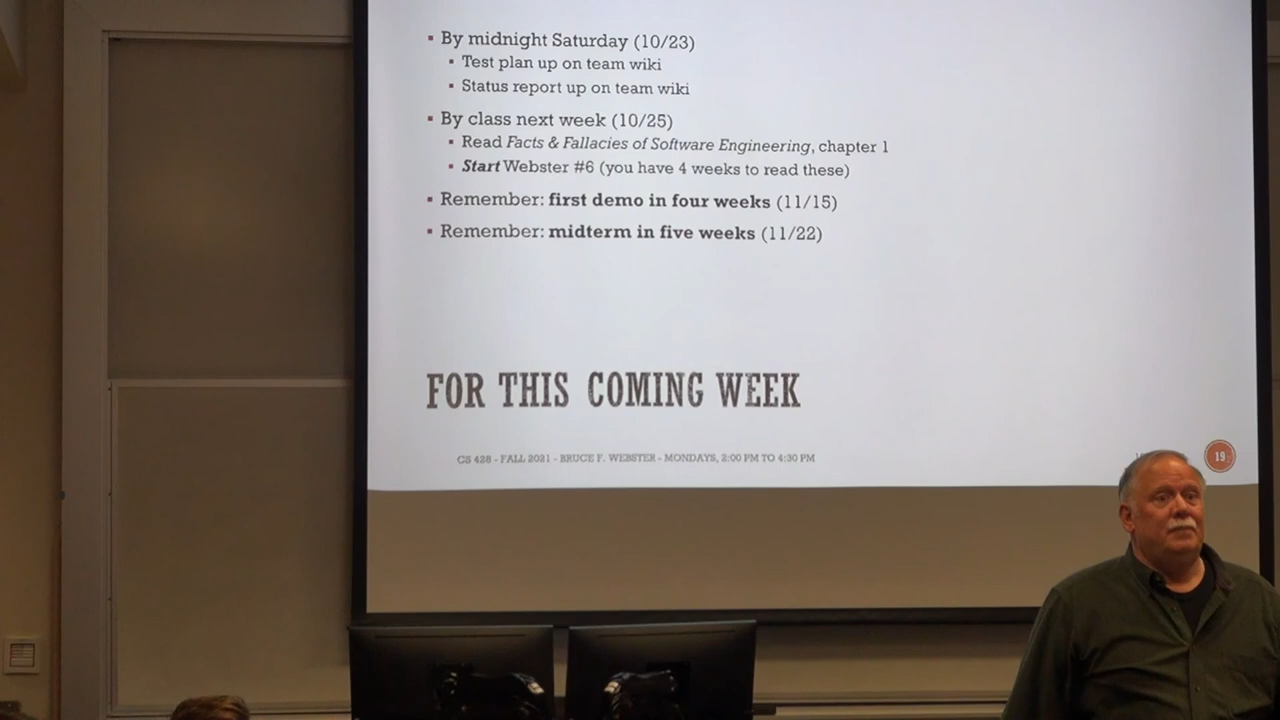 ▪ By midnight Saturday (10/23)
▪ Test plan up on team wiki
▪ Status report up on team wiki
▪ By class next week (10/25)
▪ Read Facts & Fallacies of Software Engineering, chapter 1
▪ Start Webster #6 (you have 4 weeks to read these)
▪ Remember: first demo in four weeks (11/15)
▪ Remember: midterm in five weeks (11/22)
FOR THIS COMING WEEK
CS 428 - FALL 2021 - BRUCE F. WEBSTER - MONDAYS, 2:00 PM TO 4:30 PM
19